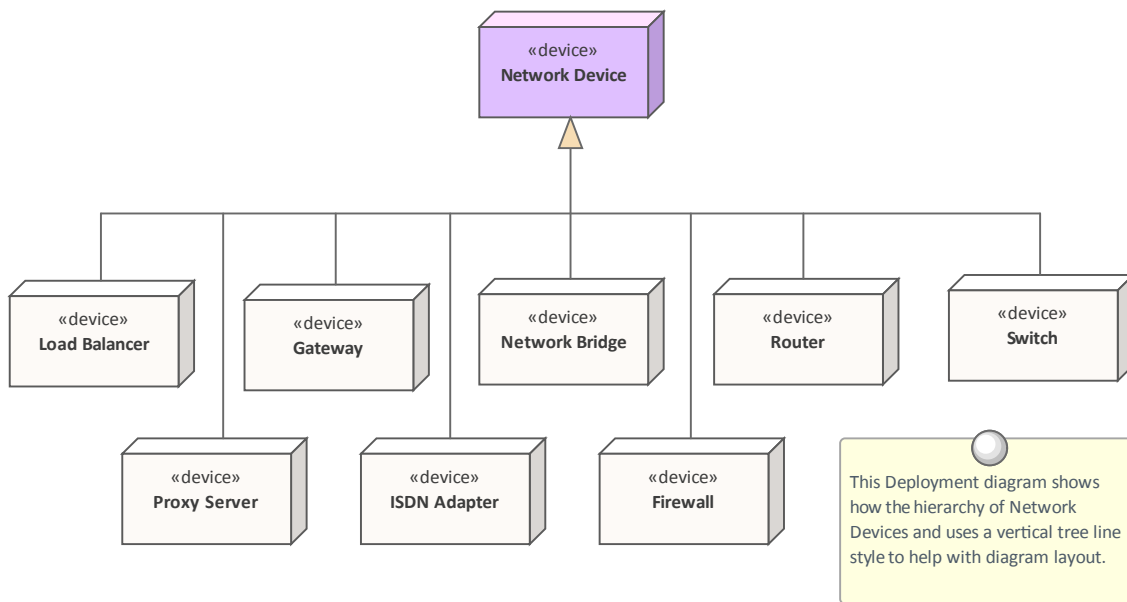 «device»
Network Device
«device»
Load Balancer
«device»
Gateway
«device»
Network Bridge
«device»
Router
«device»
Switch
«device»
Proxy Server
«device»
ISDN Adapter
«device»
Firewall
This Deployment diagram shows
how the hierarchy of Network
Devices and uses a vertical tree line
style to help with diagram layout.